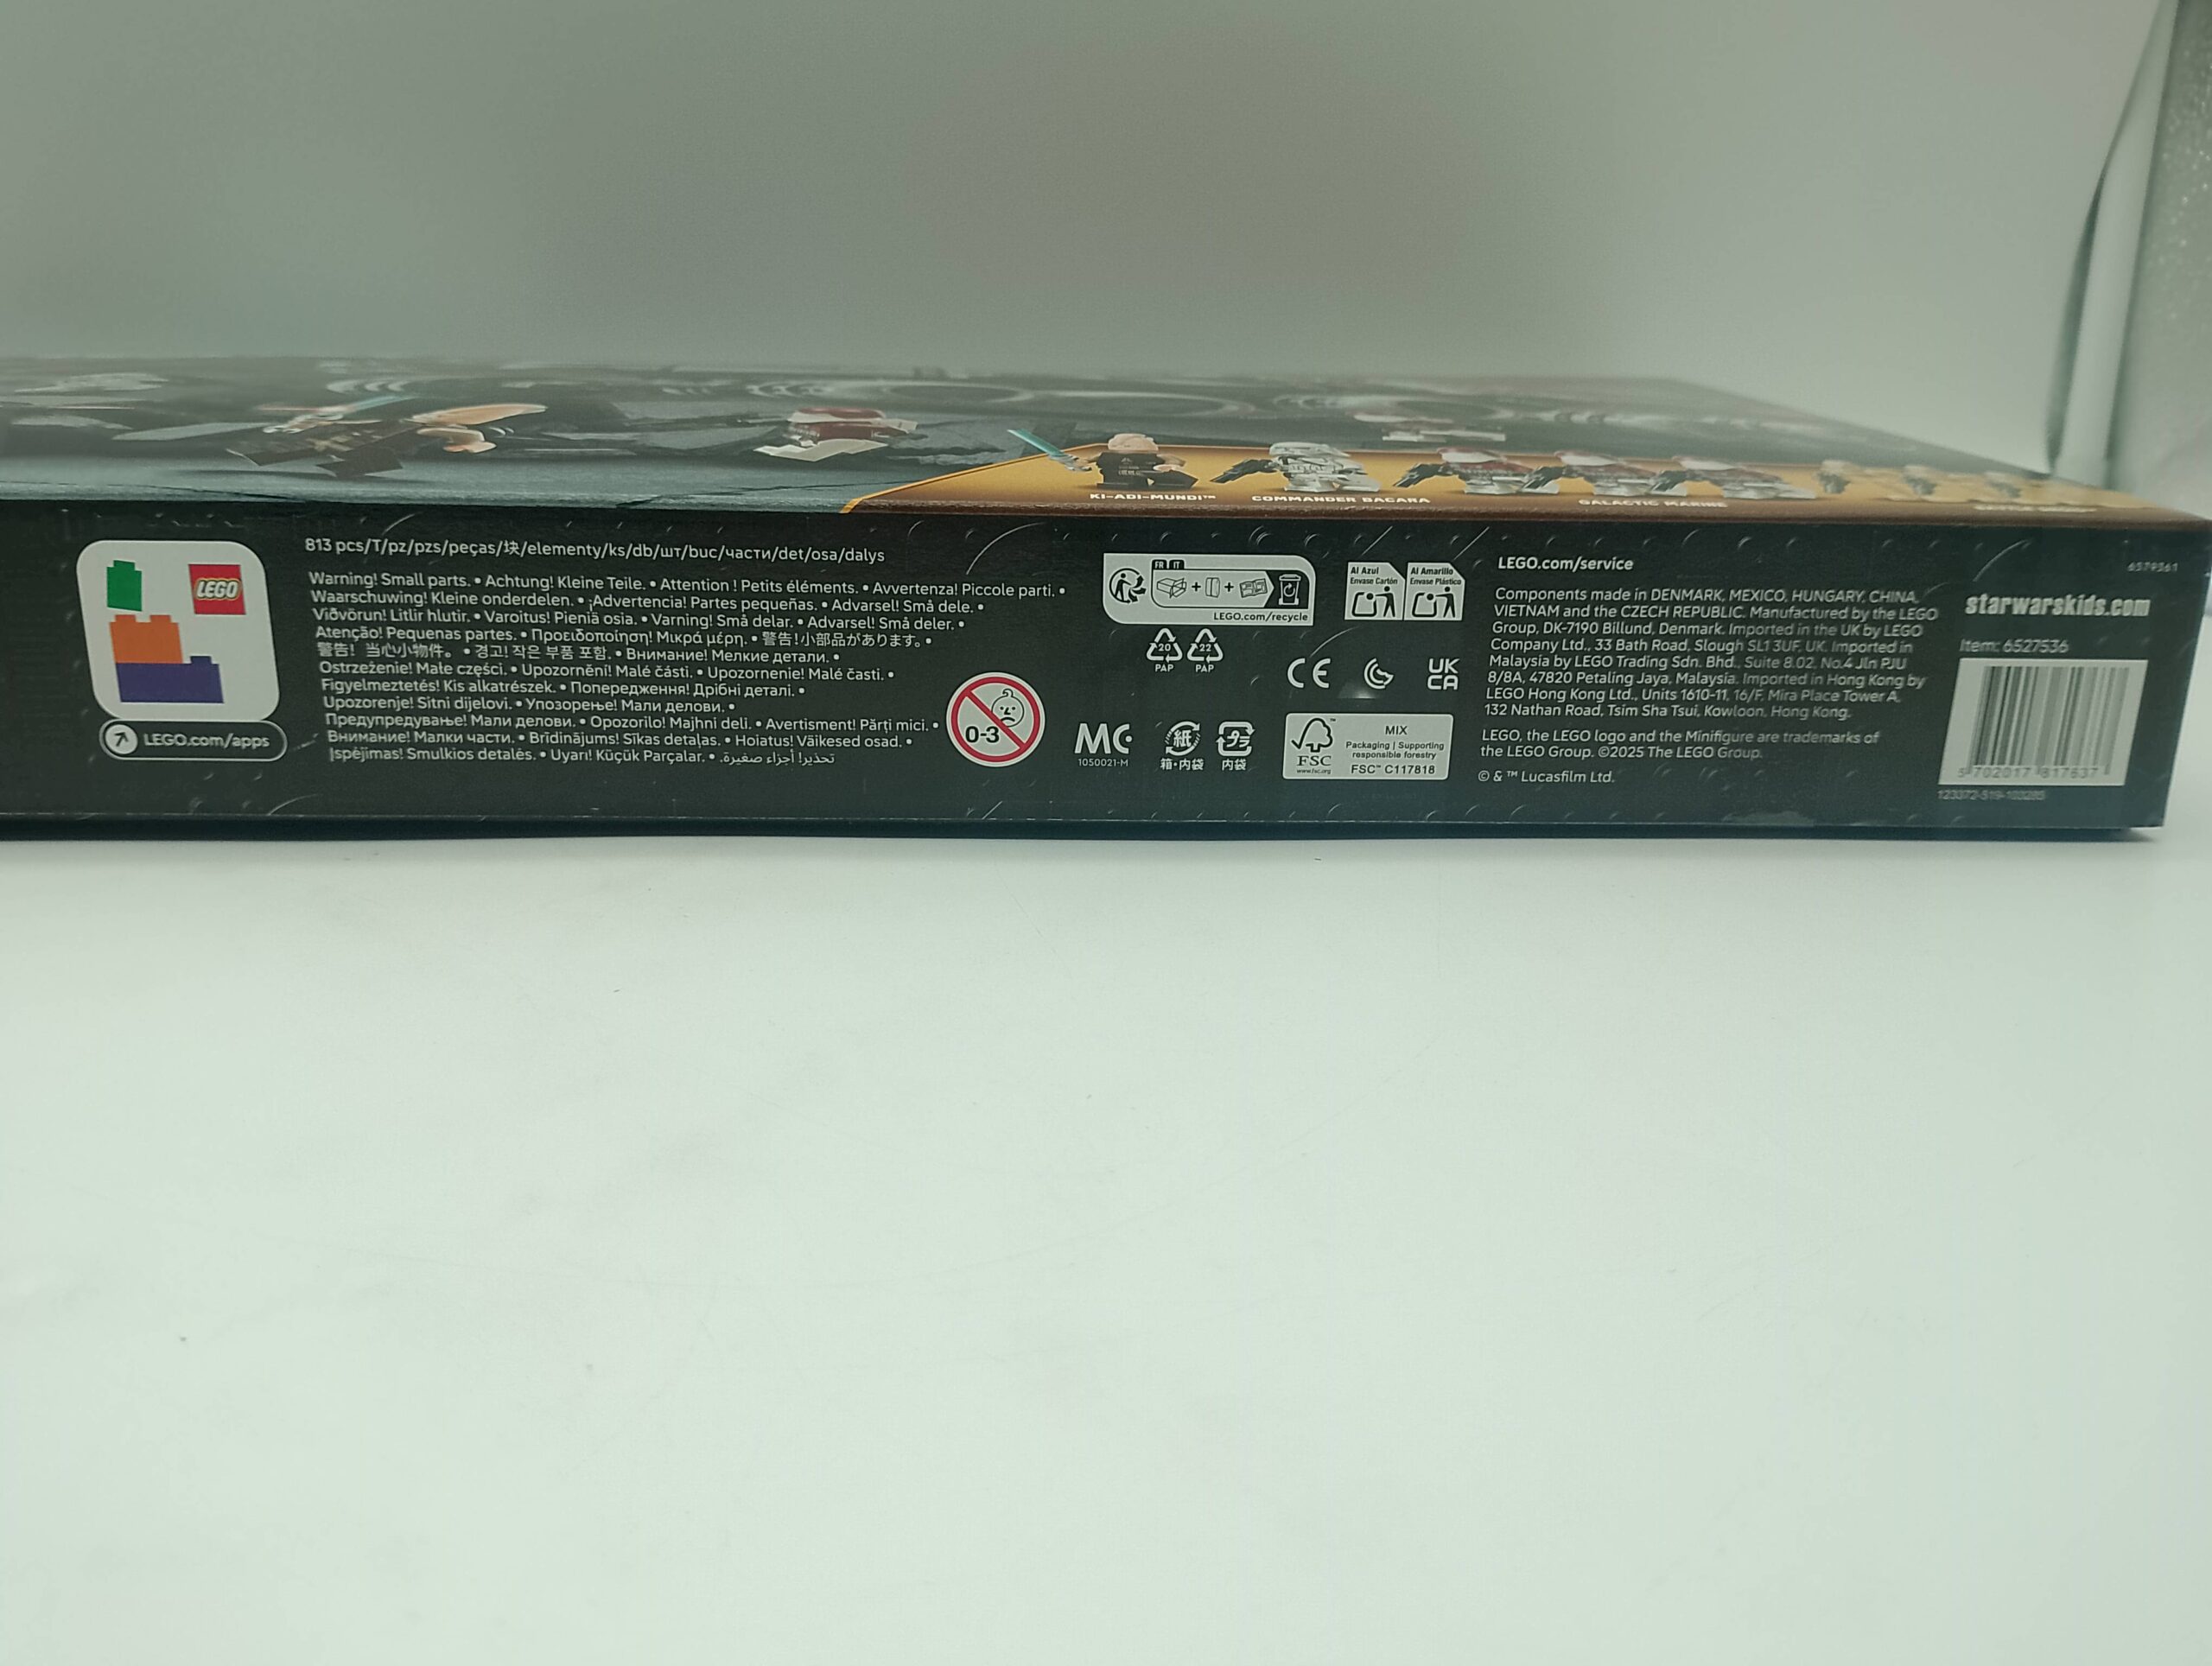 KI-ADI-MUNDI™
COMMANDER BACARA
GALACTIC MARINE
LEGO
LEGO.com/apps
813 pcs/T/pz/pzs/peças/块/elementy/ks/db/шт/buc/части/det/osa/dalys
Warning! Small parts. • Achtung! Kleine Teile. • Attention ! Petits éléments. • Avvertenza! Piccole parti. •
Waarschuwing! Kleine onderdelen. • ¡Advertencia! Partes pequeñas. • Advarsel! Små dele. •
Viðvörun! Litlir hlutir. • Varoitus! Pieniä osia. • Varning! Små delar. • Advarsel! Små deler. •
Atenção! Pequenas partes. • Προειδοποίηση! Μικρά μέρη. • 警告!小部品があります。 •
警告! 当心小物件。 • 경고! 작은 부품 포함. • Внимание! Мелкие детали. •
Ostrzeżenie! Małe części. • Upozornění! Malé části. • Upozornenie! Malé časti. •
Figyelmeztetés! Kis alkatrészek. • Попередження! Дрібні деталі. •
Upozorenje! Sitni dijelovi. • Упозорење! Мали делови. •
Предупредување! Мали делови. • Opozorilo! Majhni deli. • Avertisment! Părți mici. •
Внимание! Малки части. • Brīdinājums! Sīkas detaļas. • Hoiatus! Väikesed osad. •
Įspėjimas! Smulkios detalės. • Uyarı! Küçük Parçalar. • تحذير! أجزاء صغيرة.
0-3
FR IT
LEGO.com/recycle
20 22
PAP PAP
MC
1050021-M
紙
箱・内袋
プラ
内袋
Al Azul
Envase Cartón
Al Amarillo
Envase Plástico
CE
UK
CA
FSC
www.fsc.org
MIX
Packaging | Supporting
responsible forestry
FSC™ C117818
LEGO.com/service
Components made in DENMARK, MEXICO, HUNGARY, CHINA,
VIETNAM and the CZECH REPUBLIC. Manufactured by the LEGO
Group, DK-7190 Billund, Denmark. Imported in the UK by LEGO
Company Ltd., 33 Bath Road, Slough SL1 3UF, UK. Imported in
Malaysia by LEGO Trading Sdn. Bhd., Suite 8.02, No.4 Jln PJU
8/8A, 47820 Petaling Jaya, Malaysia. Imported in Hong Kong by
LEGO Hong Kong Ltd., Units 1610-11, 16/F, Mira Place Tower A,
132 Nathan Road, Tsim Sha Tsui, Kowloon, Hong Kong.
LEGO, the LEGO logo and the Minifigure are trademarks of
the LEGO Group. ©2025 The LEGO Group.
© & ™ Lucasfilm Ltd.
6579361
starwarskids.com
Item: 6527536
5 702017 817637